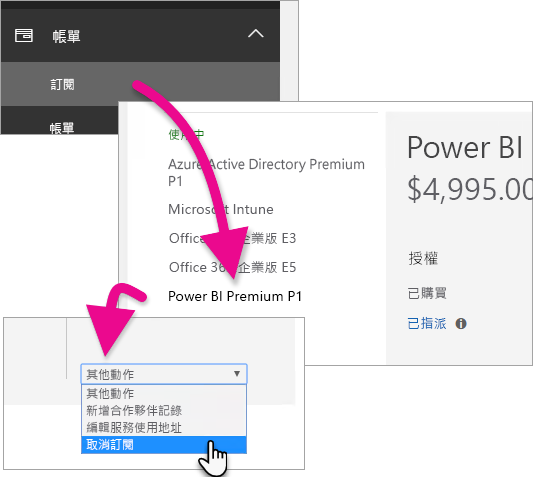 帳單
訂閱
帳單
使用中
Azure Active Directory Premium
P1
Microsoft Intune
Office 企業版 E3
Office 36 企業版 E5
Power BI Premium P1
Power BI
$4,995.00
授權
已購買
已指派
其他動作
其他動作
新增合作夥伴記錄
編輯服務使用地址
取消訂閱